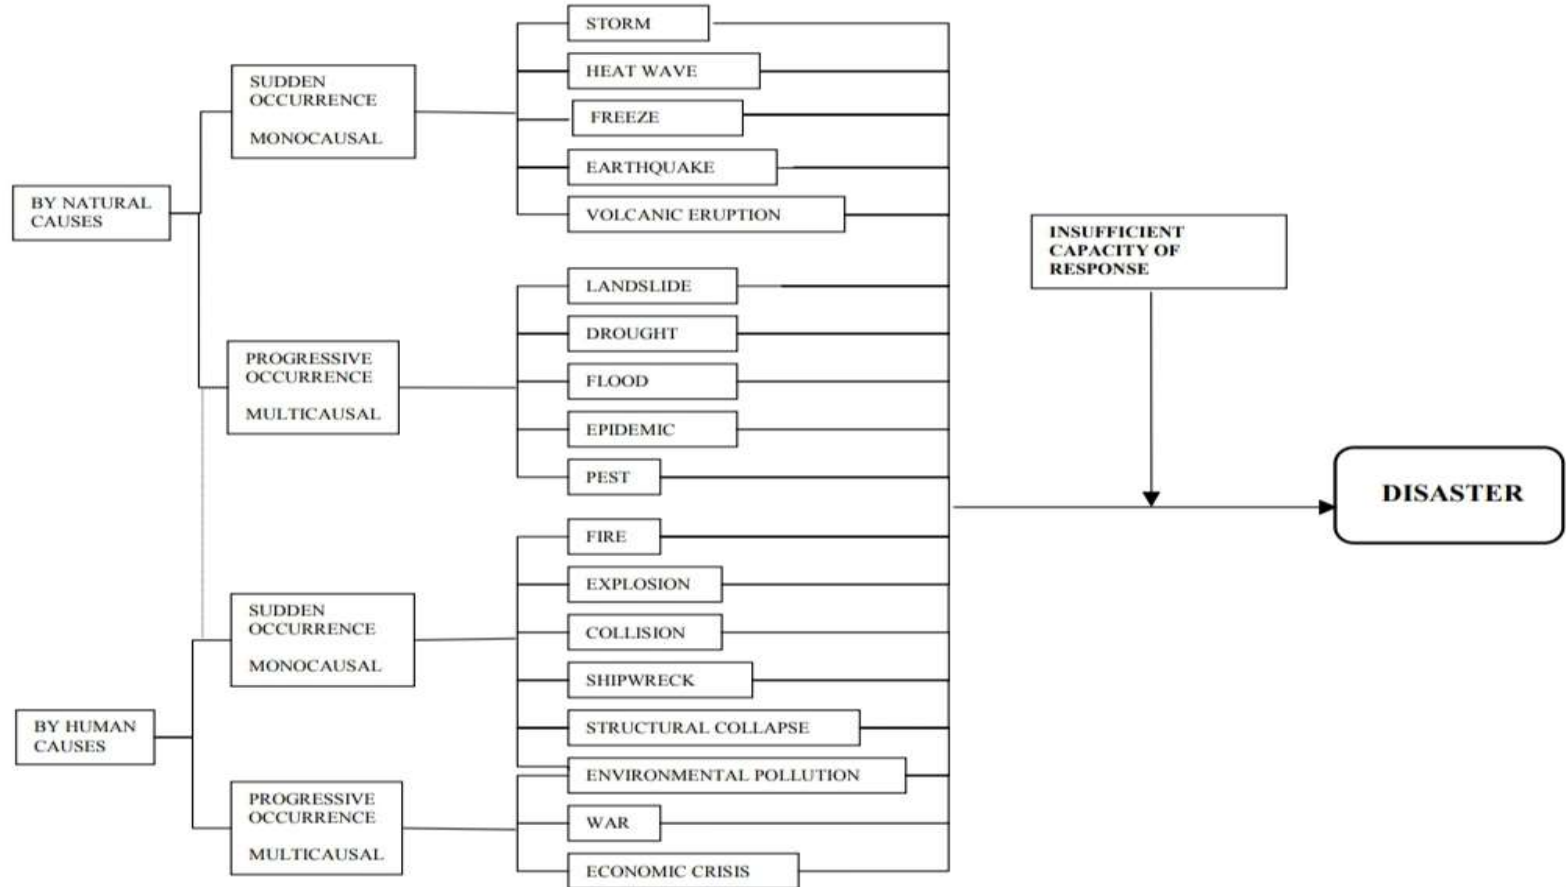 BY NATURAL
CAUSES
SUDDEN
OCCURRENCE
MONOCAUSAL
STORM
HEAT WAVE
FREEZE
EARTHQUAKE
VOLCANIC ERUPTION
PROGRESSIVE
OCCURRENCE
MULTICAUSAL
LANDSLIDE
DROUGHT
FLOOD
EPIDEMIC
PEST
BY HUMAN
CAUSES
SUDDEN
OCCURRENCE
MONOCAUSAL
FIRE
EXPLOSION
COLLISION
SHIPWRECK
STRUCTURAL COLLAPSE
ENVIRONMENTAL POLLUTION
PROGRESSIVE
OCCURRENCE
MULTICAUSAL
WAR
ECONOMIC CRISIS
INSUFFICIENT
CAPACITY OF
RESPONSE
DISASTER